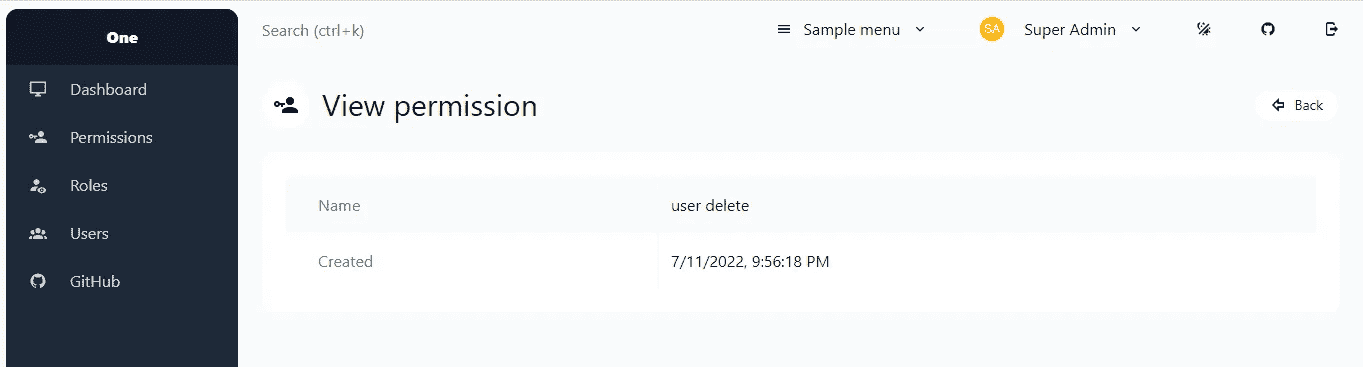 One
Search (ctrl+k)
Sample menu
SA
Super Admin
Dashboard
Permissions
Roles
Users
GitHub
View permission
Back
Name
user delete
Created
7/11/2022, 9:56:18 PM